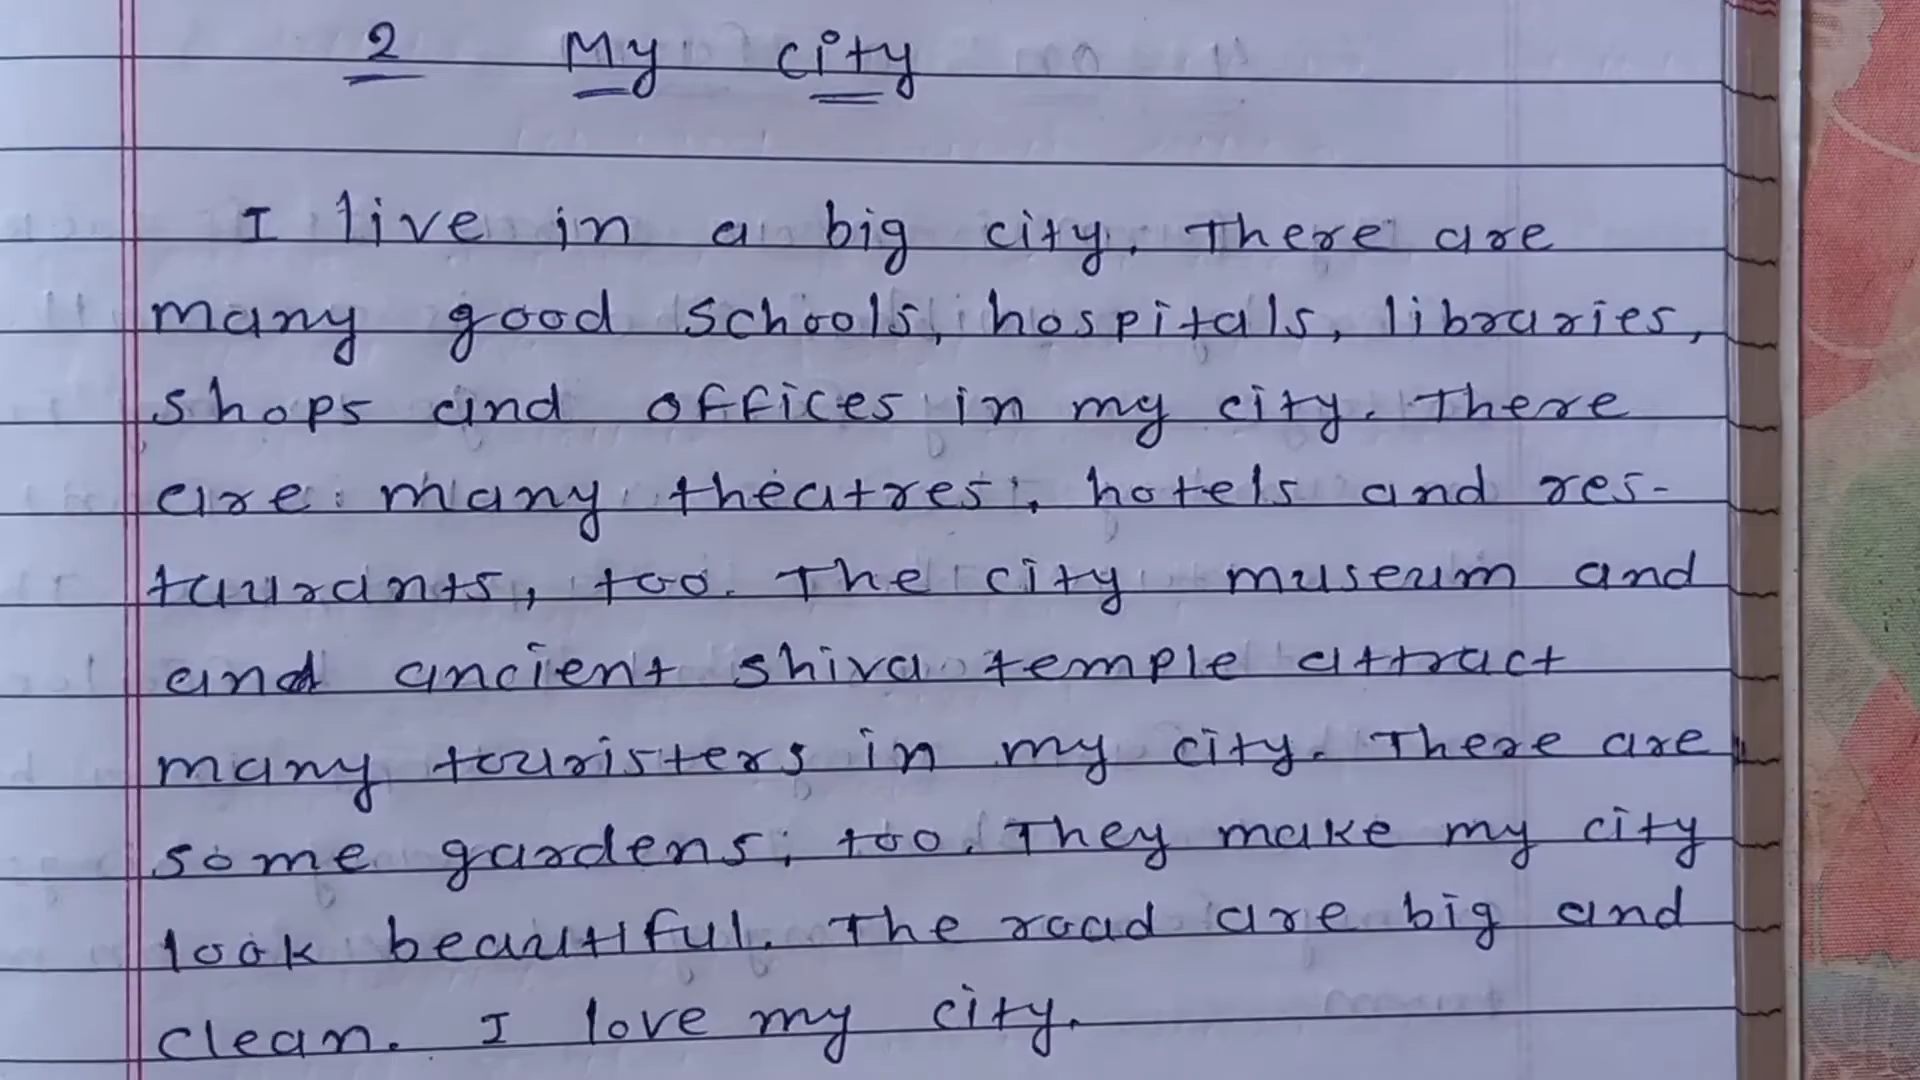 2 My city
I live in a big city. There are
many good schools, hospitals, libraries,
shops and offices in my city. There
are many theatres, hotels and res-
taurants, too. The city museum and
and ancient shiva temple attract
many touristers in my city. There are
some gardens, too. They make my city
look beautiful. The road are big and
clean. I love my city.